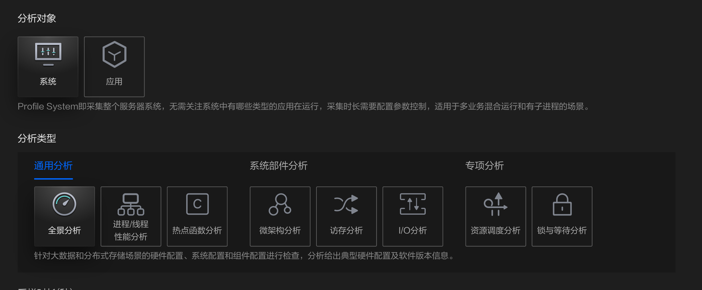 分析对象
系统
应用
Profile System即采集整个服务器系统，无需关注系统中有哪些类型的应用在运行，采集时长需要配置参数控制，适用于多业务混合运行和有子进程的场景。
分析类型
通用分析
系统部件分析
专项分析
C
全景分析
进程/线程
性能分析
热点函数分析
微架构分析
访存分析
I/O分析
资源调度分析
锁与等待分析
针对大数据和分布式存储场景的硬件配置、系统配置和组件配置进行检查，分析给出典型硬件配置及软件版本信息。